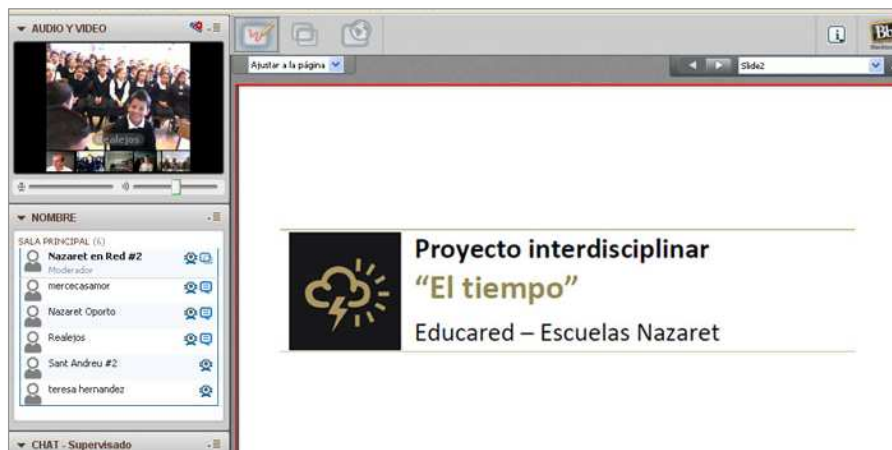 AUDIO Y VIDEO
Realejos
NOMBRE
SALA PRINCIPAL (6)
Nazaret en Red #2
Moderador
mercecasamor
Nazaret Oporto
Realejos
Sant Andreu #2
teresa hernandez
CHAT - Supervisado
Ajustar a la página
Slide2
Bb
Proyecto interdisciplinar
“El tiempo”
Educared – Escuelas Nazaret